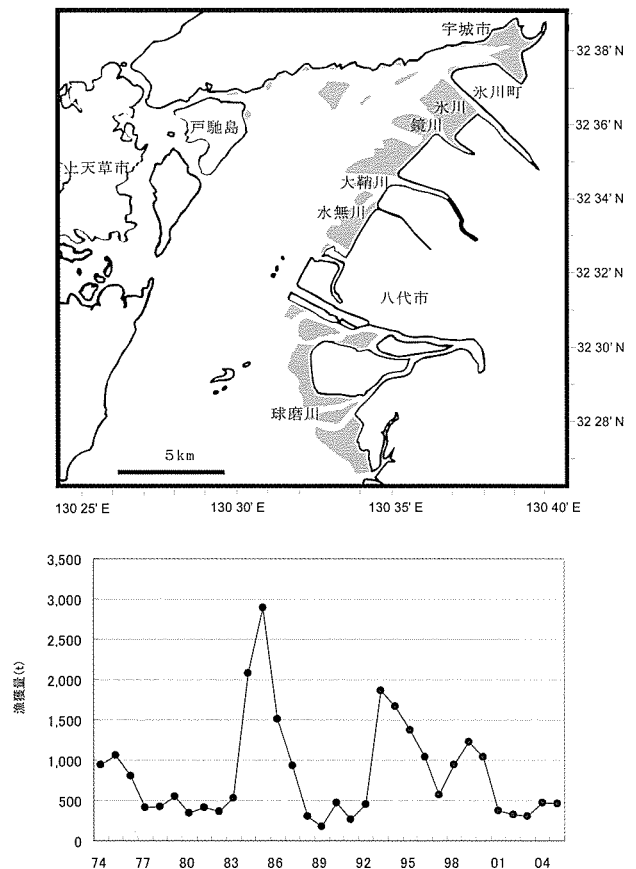 宇城市
32 38' N
氷川町
氷川
32 36' N
戸馳島
鏡川
上天草市
大鞘川
32 34' N
水無川
32 32' N
八代市
32 30' N
球磨川
32 28' N
5km
130 25' E
130 30' E
130 35' E
130 40' E
3,500
3,000
2,500
2,000
1,500
1,000
500
0
漁獲量(t)
74 77 80 83 86 89 92 95 98 01 04